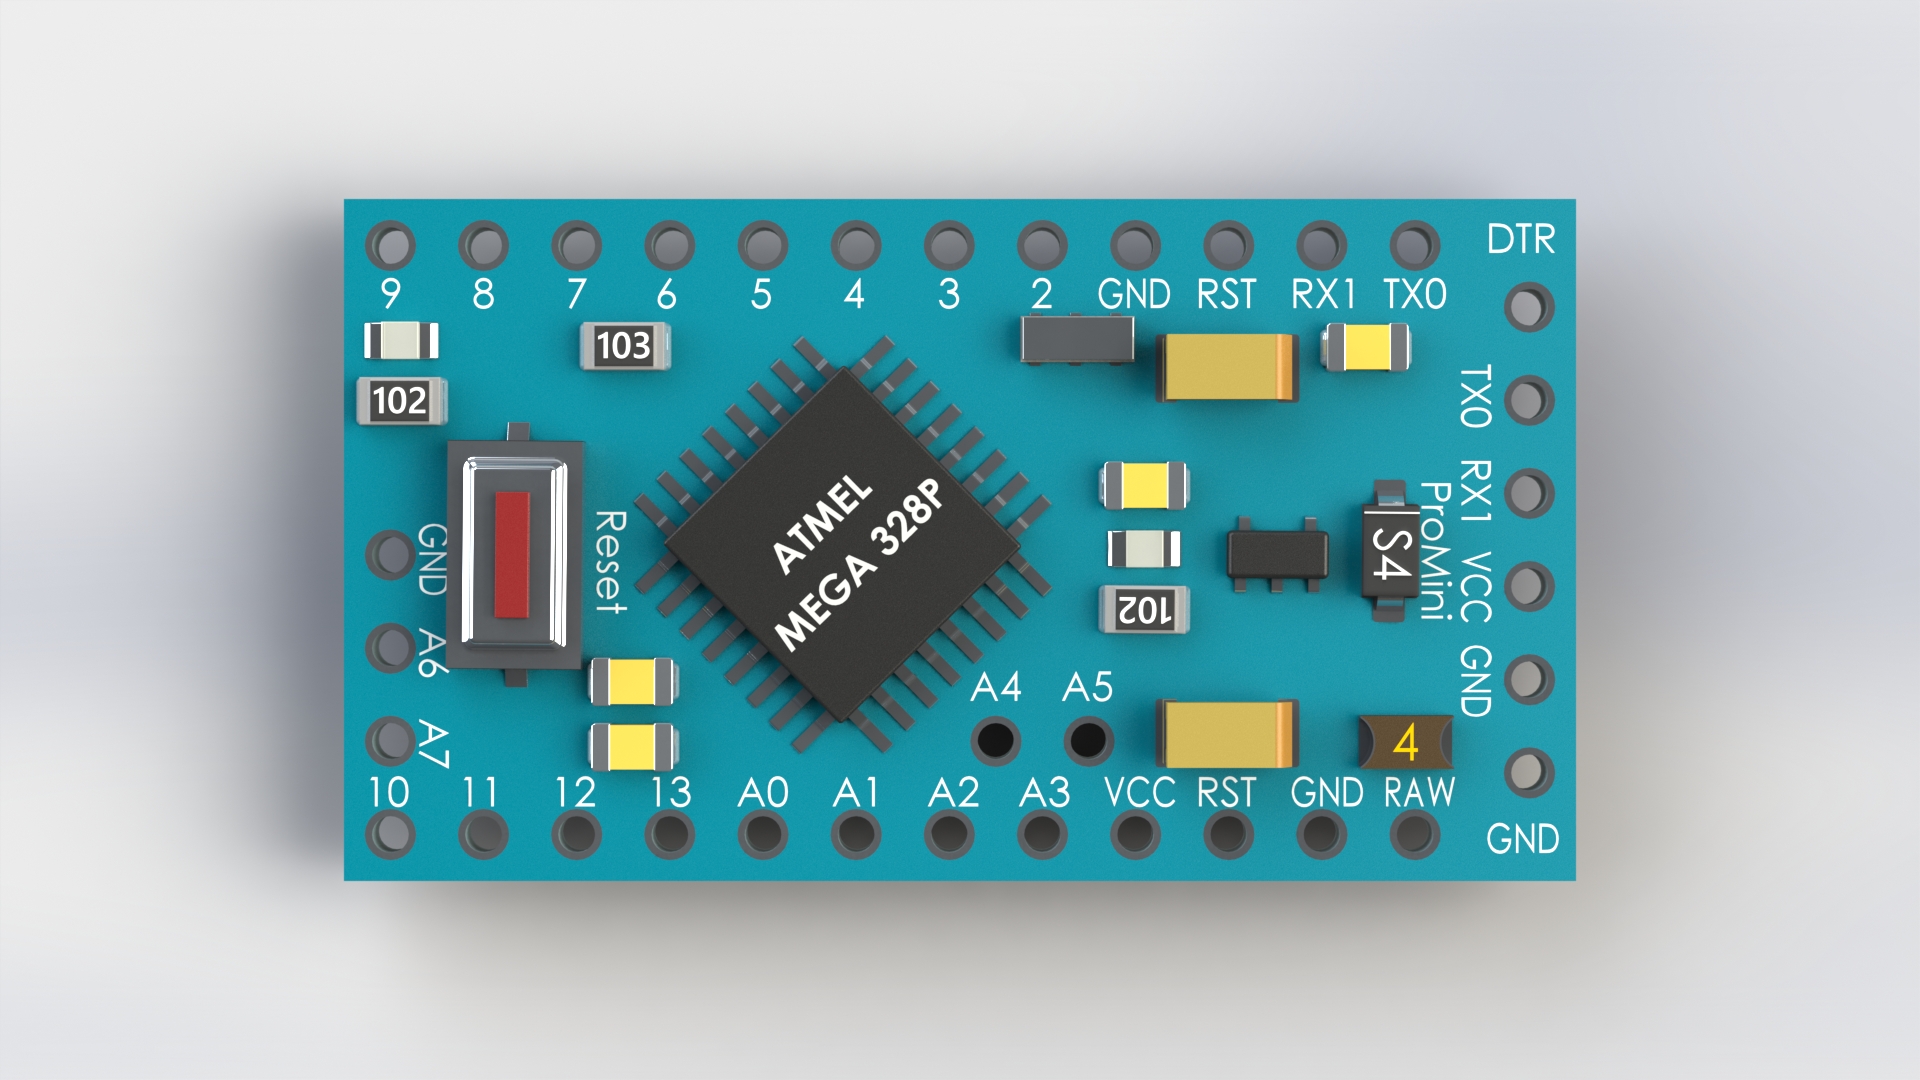 DTR
9 8 7 6 5 4 3 2 GND RST RX1 TX0
103
102
TX0
RX1
VCC
GND
ProMini
S4
ATMEL
MEGA 328P
Reset
GND
A6
A7
102
A4 A5
4
10 11 12 13 A0 A1 A2 A3 VCC RST GND RAW
GND